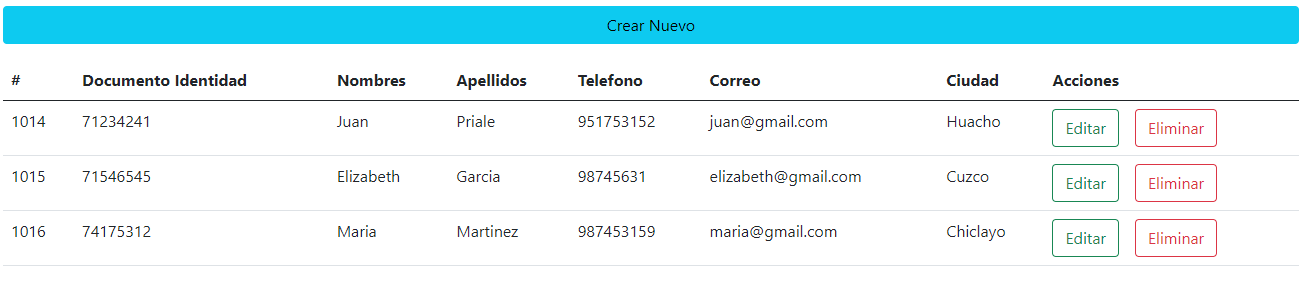 Crear Nuevo
# Documento Identidad Nombres Apellidos Telefono Correo Ciudad Acciones
1014 71234241 Juan Priale 951753152 juan@gmail.com Huacho Editar Eliminar
1015 71546545 Elizabeth Garcia 98745631 elizabeth@gmail.com Cuzco Editar Eliminar
1016 74175312 Maria Martinez 987453159 maria@gmail.com Chiclayo Editar Eliminar